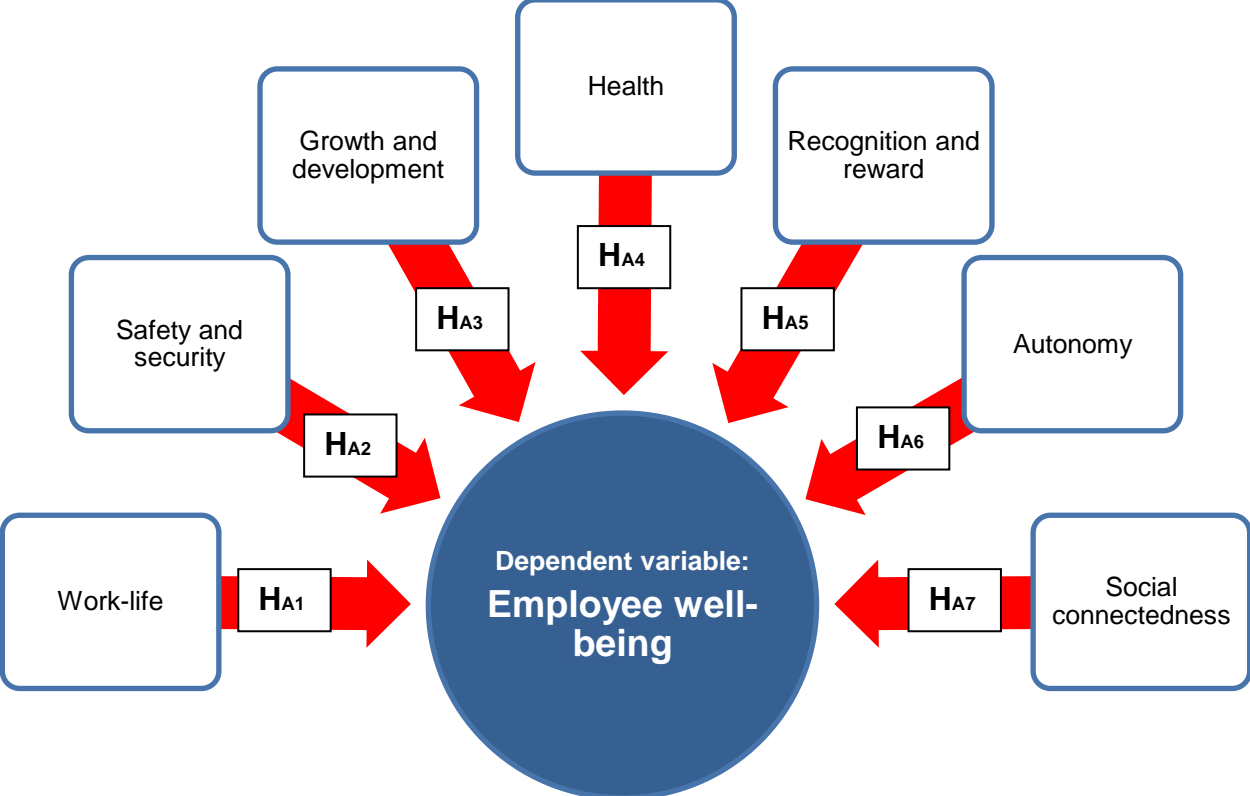 Health
Growth and
development
Recognition and
reward
HA4
HA3
HA5
Safety and
security
Autonomy
HA2
HA6
Dependent variable:
Employee well-
being
Work-life
HA1
HA7
Social
connectedness